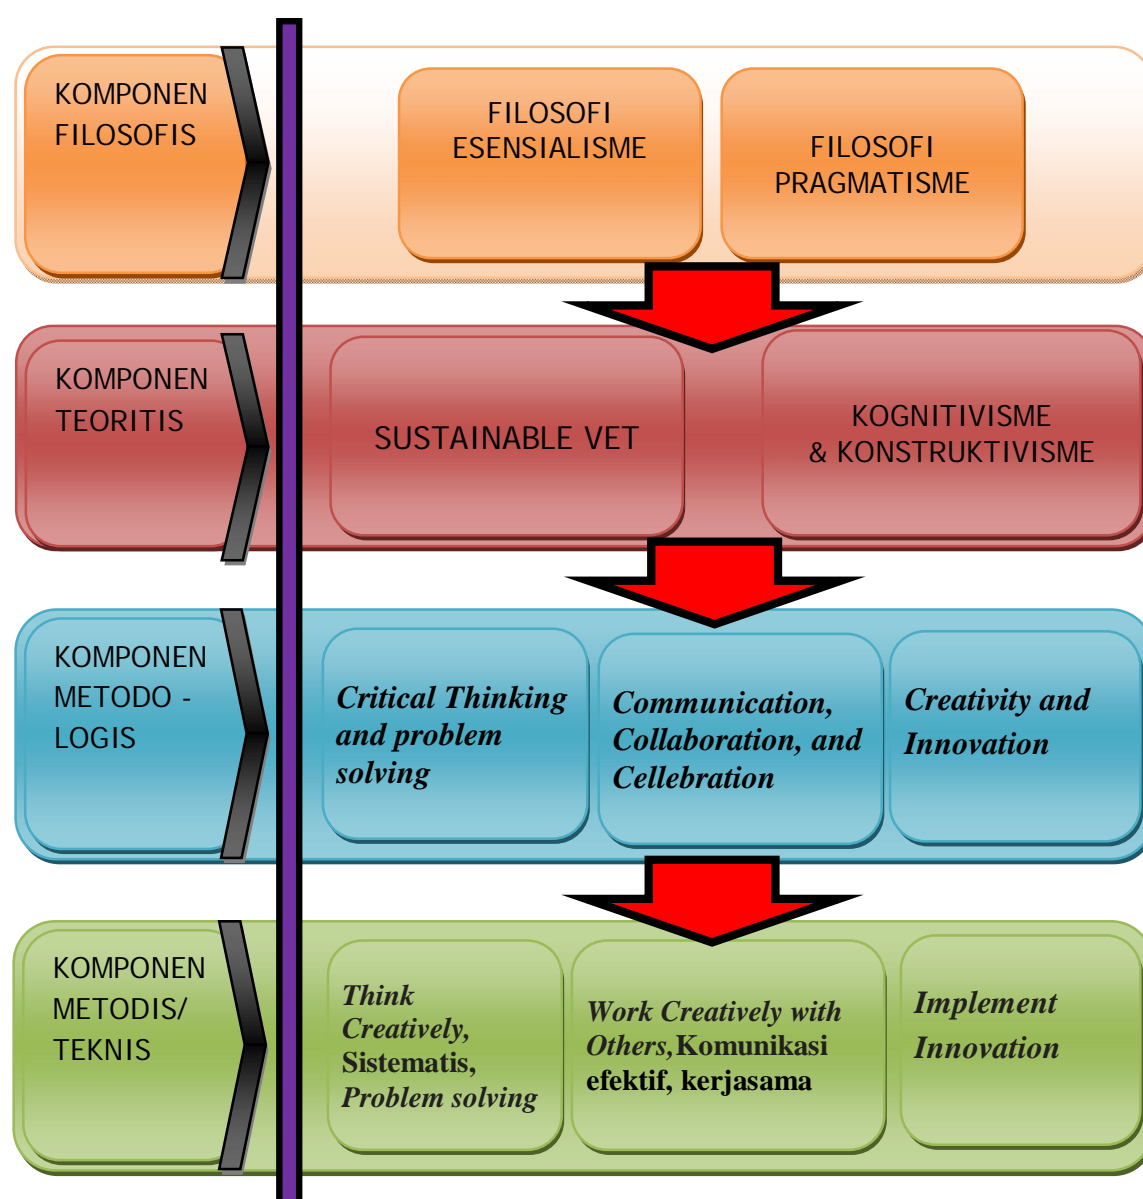 KOMPONEN
FILOSOFIS
FILOSOFI
ESENSIALISME
FILOSOFI
PRAGMATISME
KOMPONEN
TEORITIS
SUSTAINABLE VET
KOGNITIVISME
& KONSTRUKTIVISME
KOMPONEN
METODO -
LOGIS
Critical Thinking
and problem
solving
Communication,
Collaboration, and
Cellebration
Creativity and
Innovation
KOMPONEN
METODIS/
TEKNIS
Think
Creatively,
Sistematis,
Problem solving
Work Creatively with
Others,Komunikasi
efektif, kerjasama
Implement
Innovation